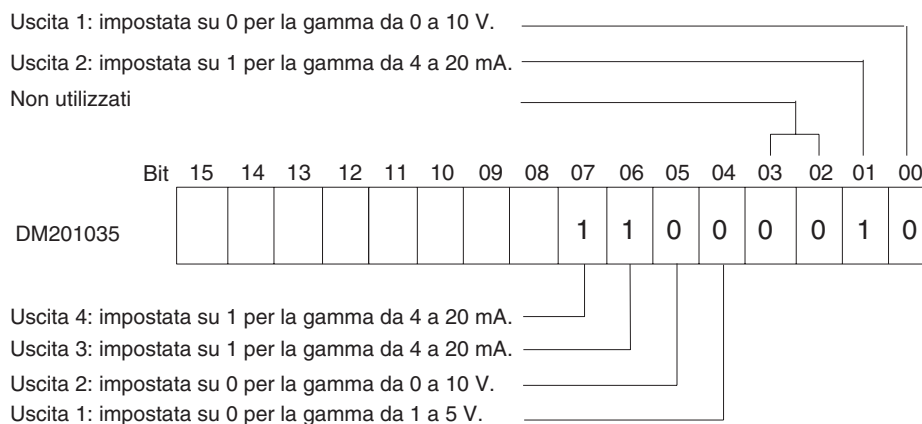 Uscita 1: impostata su 0 per la gamma da 0 a 10 V.
Uscita 2: impostata su 1 per la gamma da 4 a 20 mA.
Non utilizzati
Bit 15 14 13 12 11 10 09 08 07 06 05 04 03 02 01 00
DM201035 1 1 0 0 0 0 1 0
Uscita 4: impostata su 1 per la gamma da 4 a 20 mA.
Uscita 3: impostata su 1 per la gamma da 4 a 20 mA.
Uscita 2: impostata su 0 per la gamma da 0 a 10 V.
Uscita 1: impostata su 0 per la gamma da 1 a 5 V.